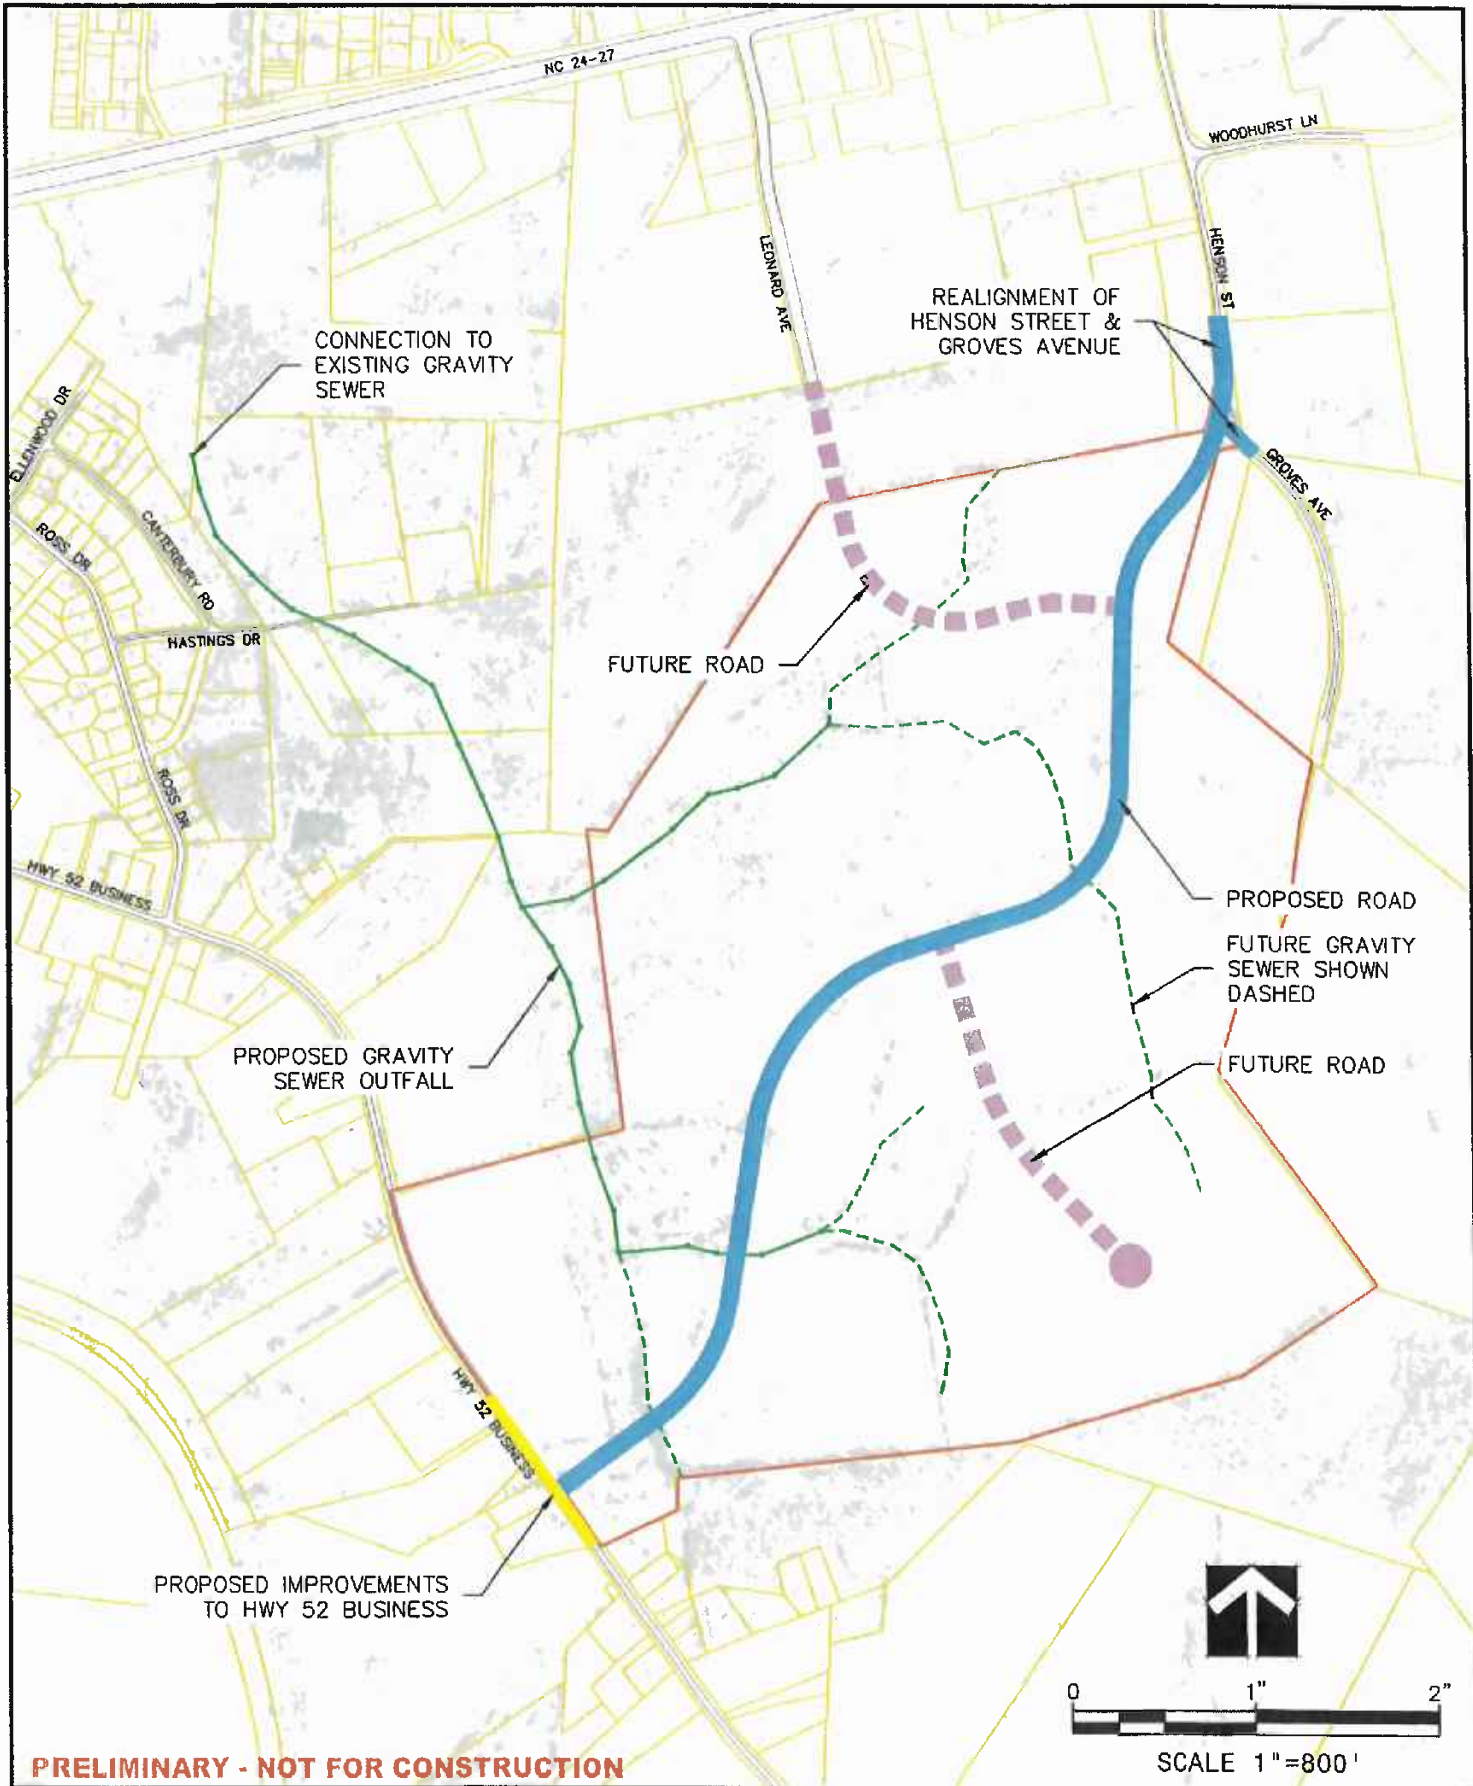 NC 24-27
WOODHURST LN
LEONARD AVE
HENSON ST
REALIGNMENT OF
HENSON STREET &
GROVES AVENUE
CONNECTION TO
EXISTING GRAVITY
SEWER
ELLENWOOD DR
GROVES AVE
CANTERBURY RD
ROSS DR
HASTINGS DR
FUTURE ROAD
ROSS DR
HWY 52 BUSINESS
PROPOSED ROAD
FUTURE GRAVITY
SEWER SHOWN
DASHED
PROPOSED GRAVITY
SEWER OUTFALL
FUTURE ROAD
HWY 52 BUSINESS
PROPOSED IMPROVEMENTS
TO HWY 52 BUSINESS
0 1" 2"
SCALE 1"=800'
PRELIMINARY - NOT FOR CONSTRUCTION